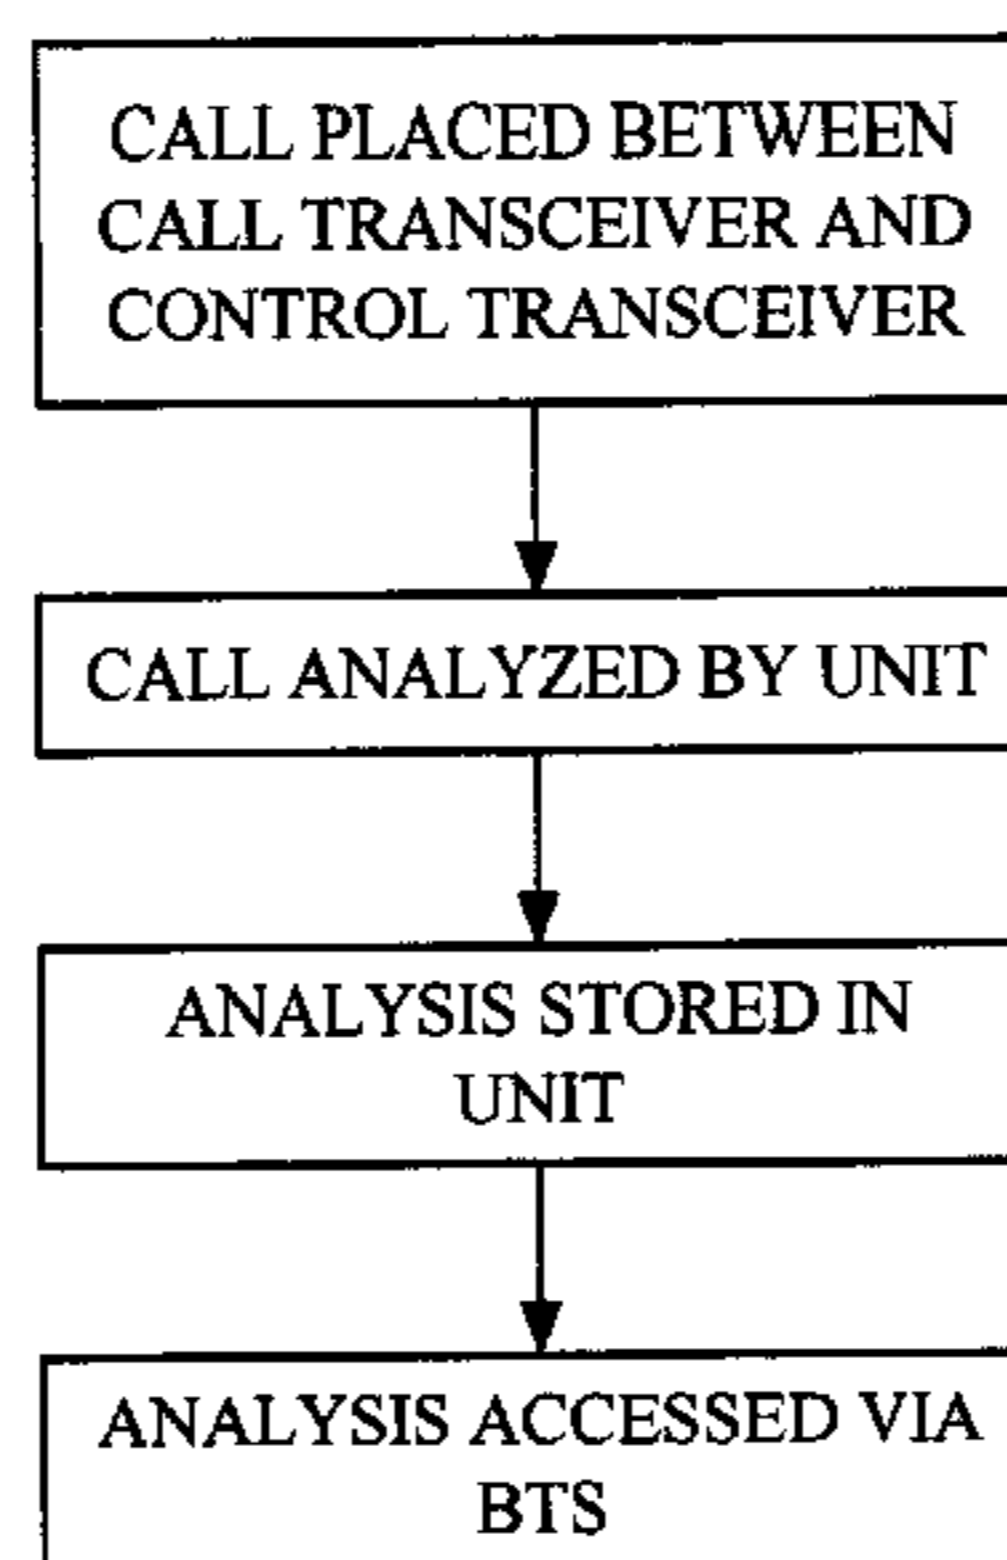 CALL PLACED BETWEEN
CALL TRANSCEIVER AND
CONTROL TRANSCEIVER
CALL ANALYZED BY UNIT
ANALYSIS STORED IN
UNIT
ANALYSIS ACCESSED VIA
BTS